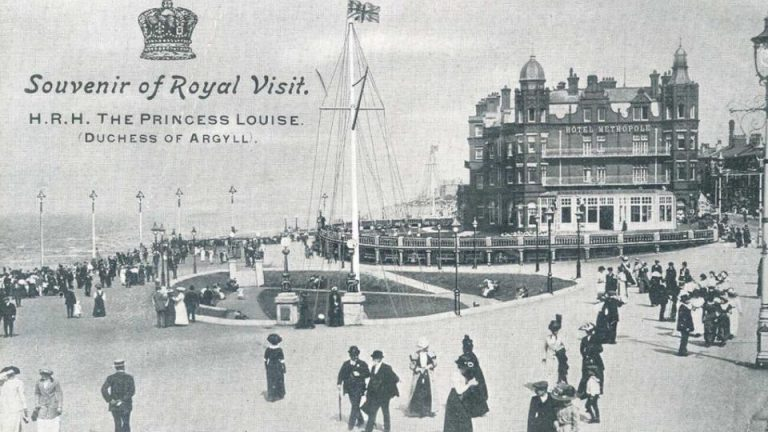 Souvenir of Royal Visit.
H.R.H. THE PRINCESS LOUISE.
(DUCHESS OF ARGYLL).
HOTEL METROPOLE